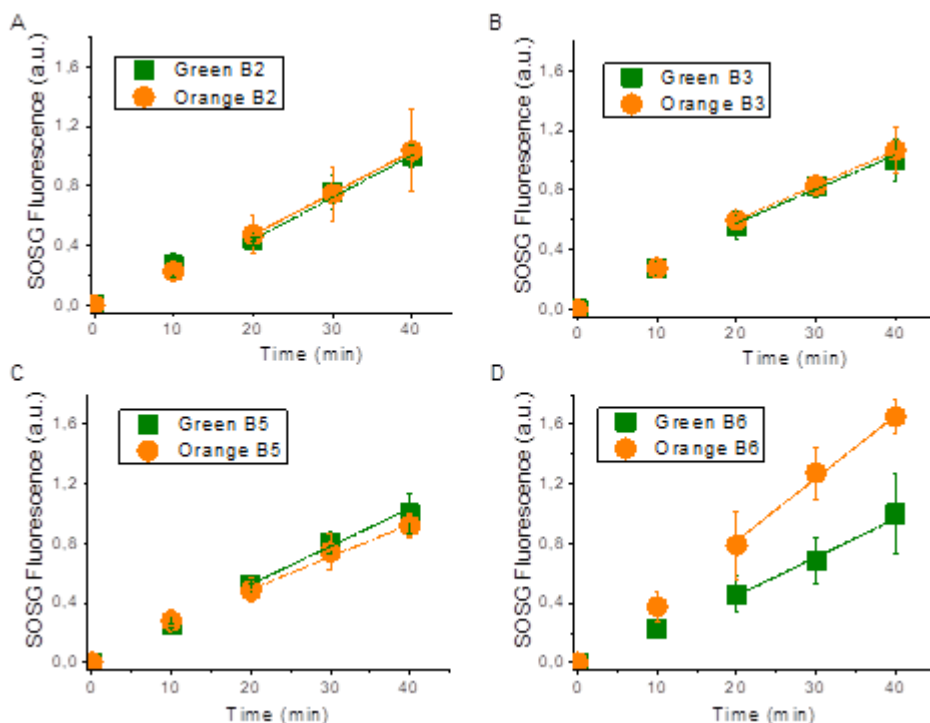 A
SOSG Fluorescence (a.u.)
1,6
1,2
0,8
0,4
0,0
Green B2
Orange B2
0 10 20 30 40
Time (min)
B
SOSG Fluorescence (a.u.)
1,6
1,2
0,8
0,4
0,0
Green B3
Orange B3
0 10 20 30 40
Time (min)
C
SOSG Fluorescence (a.u.)
1,6
1,2
0,8
0,4
0,0
Green B5
Orange B5
0 10 20 30 40
Time (min)
D
SOSG Fluorescence (a.u.)
1,6
1,2
0,8
0,4
0,0
Green B6
Orange B6
0 10 20 30 40
Time (min)